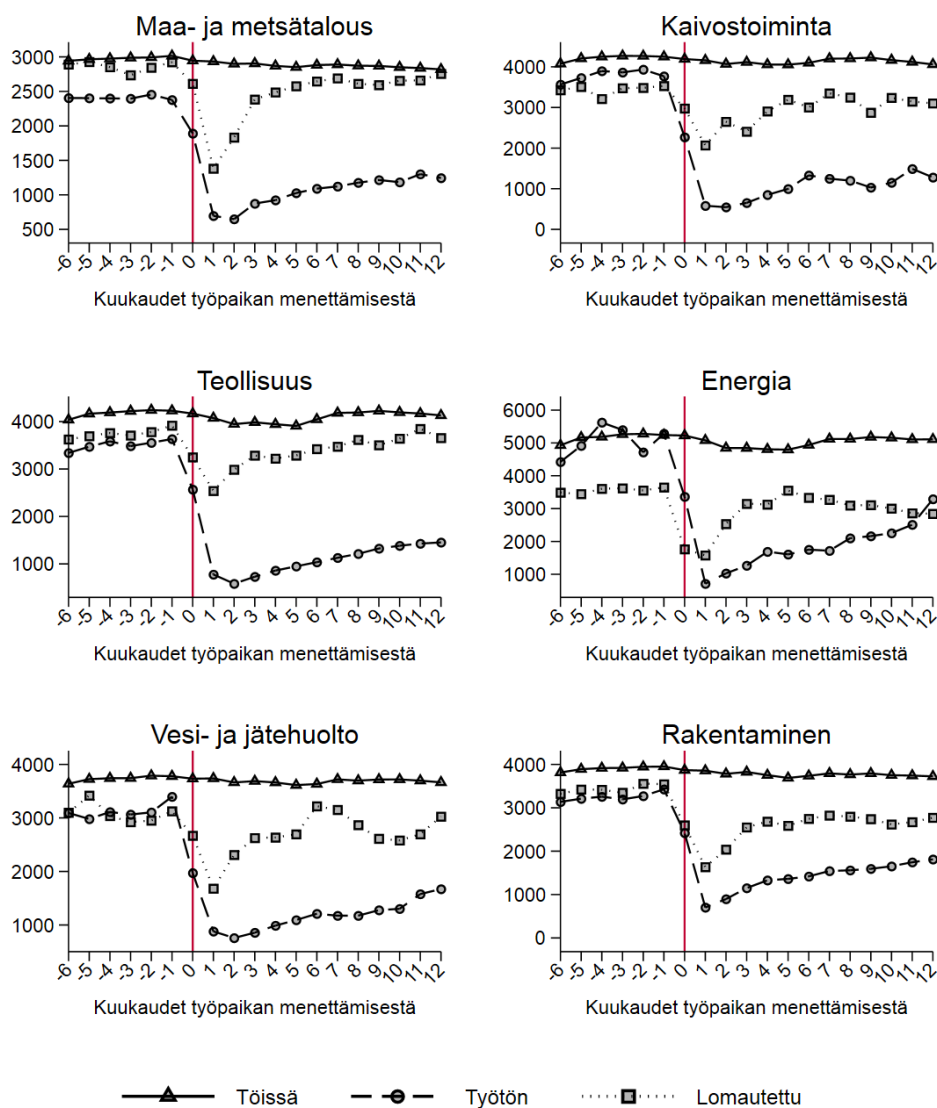 Maa- ja metsätalous
3000
2500
2000
1500
1000
500
-6 -5 -4 -3 -2 -1 0 1 2 3 4 5 6 7 8 9 10 11 12
Kuukaudet työpaikan menettämisestä
Kaivostoiminta
4000
3000
2000
1000
0
-6 -5 -4 -3 -2 -1 0 1 2 3 4 5 6 7 8 9 10 11 12
Kuukaudet työpaikan menettämisestä
Teollisuus
4000
3000
2000
1000
-6 -5 -4 -3 -2 -1 0 1 2 3 4 5 6 7 8 9 10 11 12
Kuukaudet työpaikan menettämisestä
Energia
6000
5000
4000
3000
2000
1000
-6 -5 -4 -3 -2 -1 0 1 2 3 4 5 6 7 8 9 10 11 12
Kuukaudet työpaikan menettämisestä
Vesi- ja jätehuolto
4000
3000
2000
1000
-6 -5 -4 -3 -2 -1 0 1 2 3 4 5 6 7 8 9 10 11 12
Kuukaudet työpaikan menettämisestä
Rakentaminen
4000
3000
2000
1000
0
-6 -5 -4 -3 -2 -1 0 1 2 3 4 5 6 7 8 9 10 11 12
Kuukaudet työpaikan menettämisestä
Töissä Työtön Lomautettu